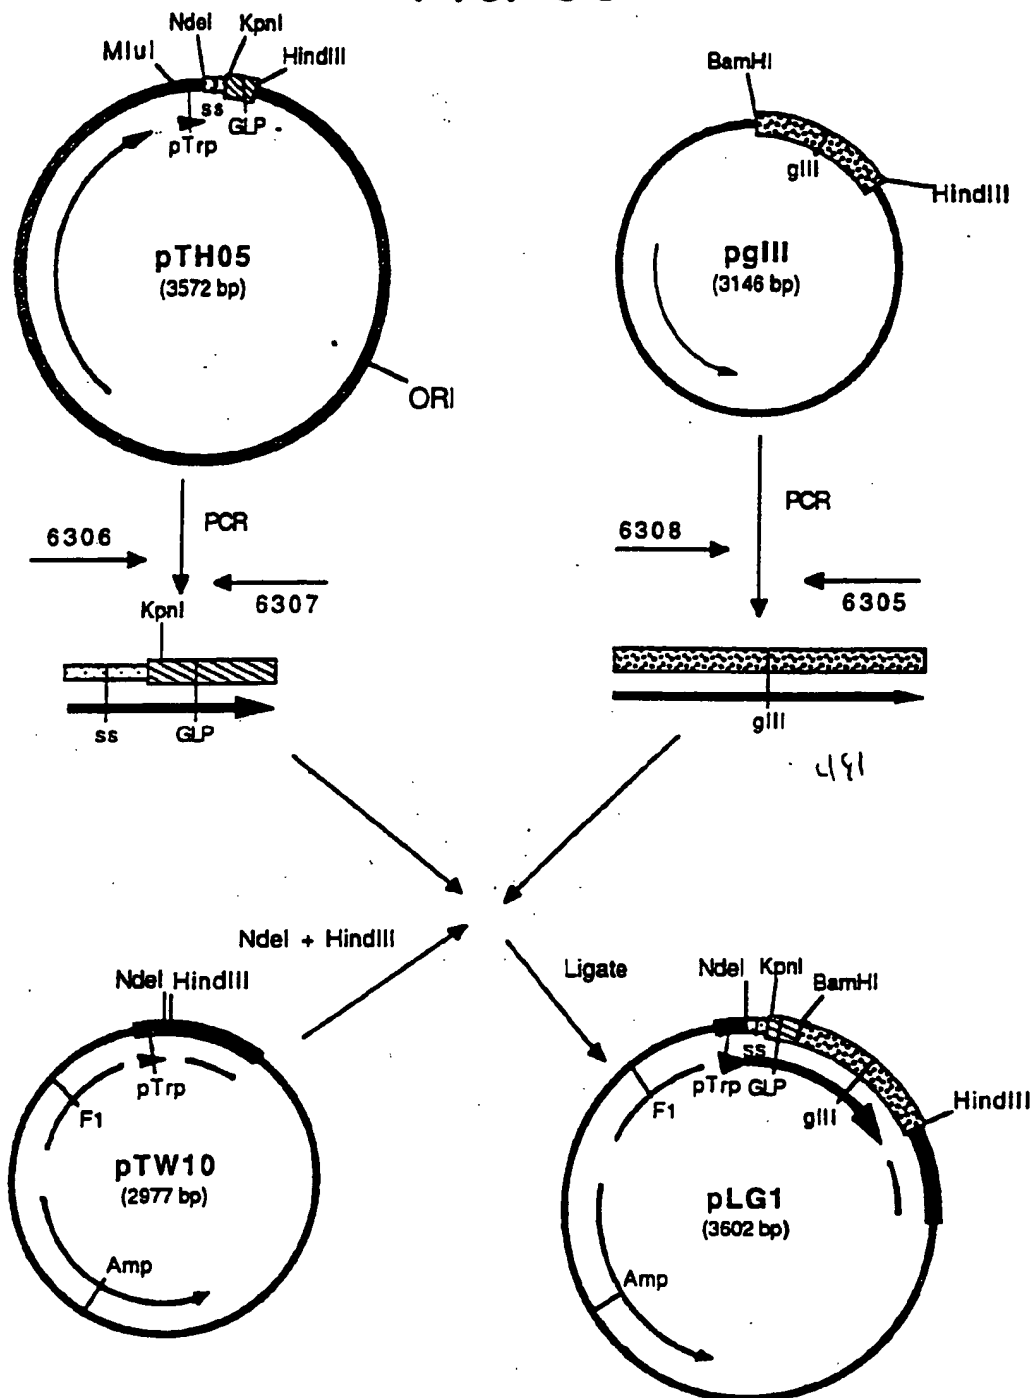 NdeI
KpnI
MluI
HindIII
ss
GLP
pTrp
pTH05
(3572 bp)
ORI
BamHI
gIII
HindIII
pgIII
(3146 bp)
PCR
6306
6307
KpnI
ss
GLP
PCR
6308
6305
gIII
NdeI + HindIII
Ligate
NdeI HindIII
pTrp
F1
pTW10
(2977 bp)
Amp
NdeI
KpnI
BamHI
ss
pTrp
GLP
F1
gIII
HindIII
pLG1
(3602 bp)
Amp